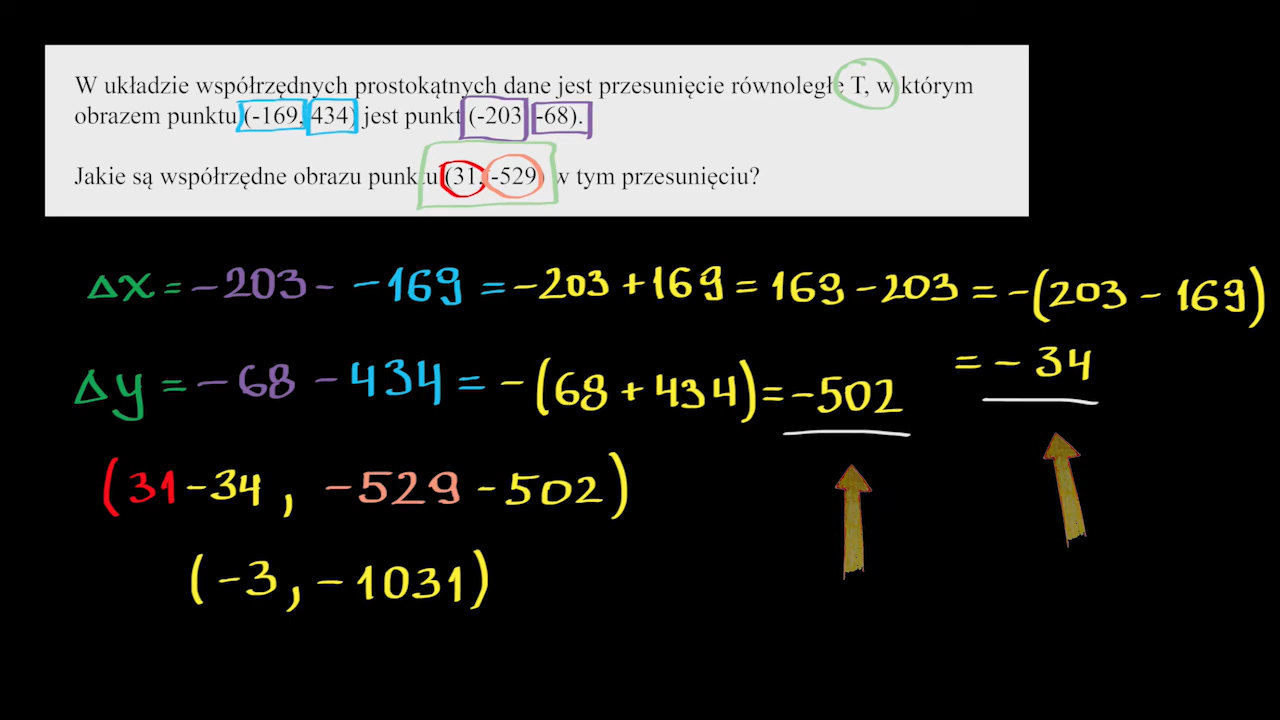 W układzie współrzędnych prostokątnych dane jest przesunięcie równoległe T, w którym
obrazem punktu (-169, 434) jest punkt (-203, -68).
Jakie są współrzędne obrazu punktu (31, -529) w tym przesunięciu?
Δx = -203 - -169 = -203 + 169 = 169 - 203 = -(203 - 169)
= -34
Δy = -68 - 434 = -(68 + 434) = -502
(31 - 34, -529 - 502)
(-3, -1031)